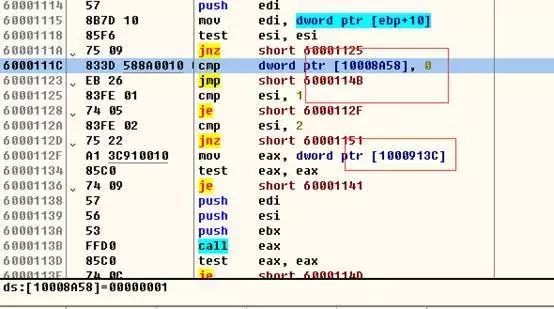 60001114 57 push edi
60001115 8B7D 10 mov edi, dword ptr [ebp+10]
60001118 85F6 test esi, esi
6000111A 75 09 jnz short 60001125
6000111C 833D 588A0010 cmp dword ptr [10008A58], 0
60001123 EB 26 jmp short 6000114B
60001125 83FE 01 cmp esi, 1
60001128 74 05 je short 6000112F
6000112A 83FE 02 cmp esi, 2
6000112D 75 22 jnz short 60001151
6000112F A1 3C910010 mov eax, dword ptr [1000913C]
60001134 85C0 test eax, eax
60001136 74 09 je short 60001141
60001138 57 push edi
60001139 56 push esi
6000113A 53 push ebx
6000113B FFD0 call eax
6000113D 85C0 test eax, eax
6000113F 74 0C je short 6000114D
ds:[10008A58]=00000001